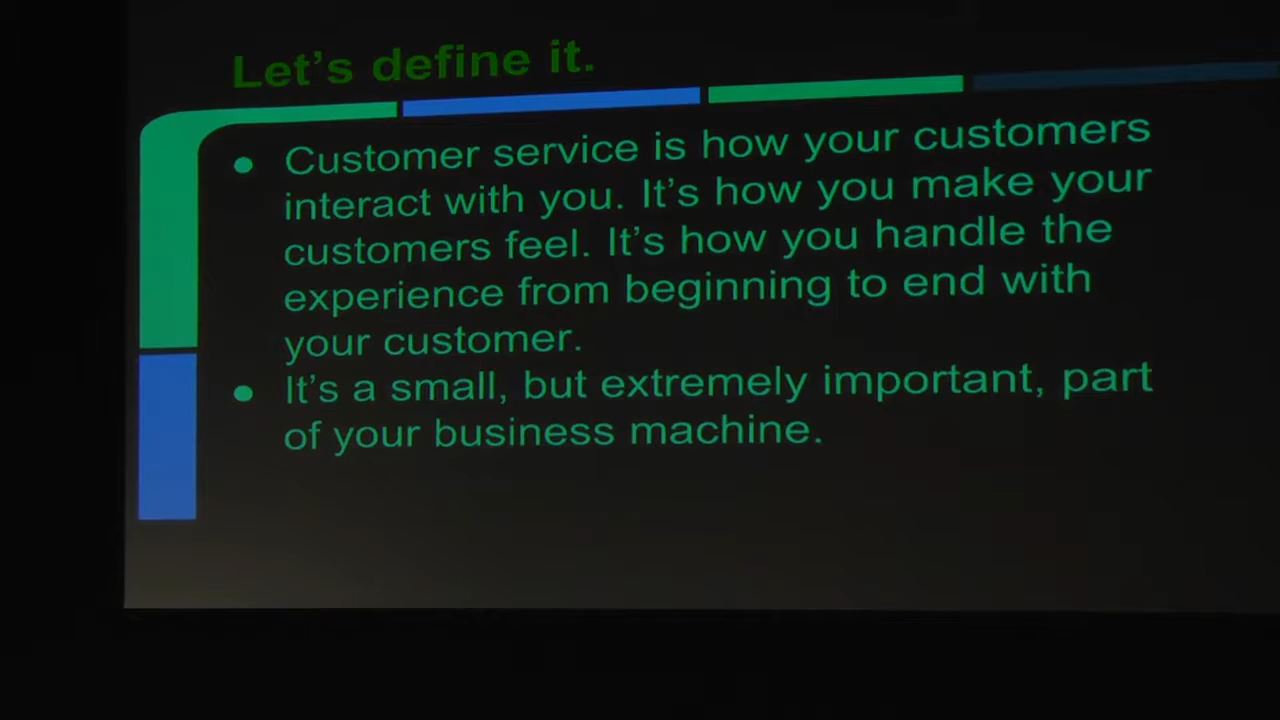 Let's define it.
● Customer service is how your customers
interact with you. It's how you make your
customers feel. It's how you handle the
experience from beginning to end with
your customer.
● It's a small, but extremely important, part
of your business machine.